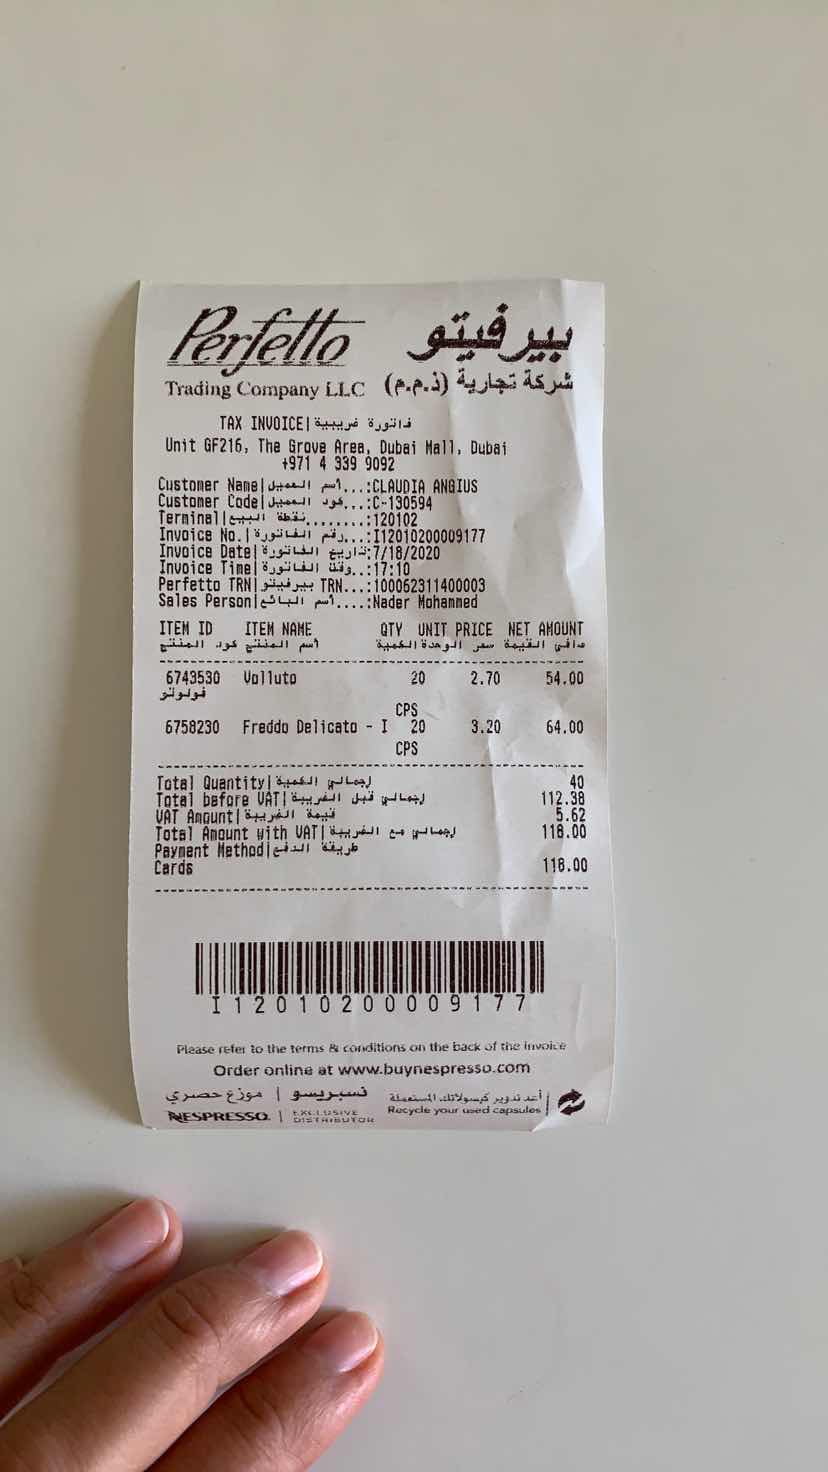 Perfetto بيرفيتو
Trading Company LLC شركة تجارية (ذ.م.م)
TAX INVOICE|فاتورة ضريبية
Unit GF216, The Grove Area, Dubai Mall, Dubai
+971 4 339 9092
Customer Name|أسم العميل...:CLAUDIA ANGIUS
Customer Code|كود العميل...:C-130594
Terminal|نقطة البيع........:120102
Invoice No.|رقم الفاتورة...:I12010200009177
Invoice Date|تاريخ الفاتورة:7/18/2020
Invoice Time|وقت الفاتورة..:17:10
Perfetto TRN|بيرفيتو TRN...:100062311400003
Sales Person|أسم البائع....:Nader Mohammed
ITEM ID ITEM NAME QTY UNIT PRICE NET AMOUNT
كود المنتج أسم المنتج الكمية سعر الوحدة صافي القيمة
6743530 Volluto 20 2.70 54.00
فولوتو
CPS
6758230 Freddo Delicato - I 20 3.20 64.00
CPS
Total Quantity|إجمالي الكمية 40
Total before VAT|إجمالي قبل الضريبة 112.38
VAT Amount|قيمة الضريبة 5.62
Total Amount with VAT|إجمالي مع الضريبة 118.00
Payment Method|طريقة الدفع
Cards 118.00
I12010200009177
Please refer to the terms & conditions on the back of the invoice
Order online at www.buynespresso.com
نسبريسو | موزع حصري أعد تدوير كبسولاتك المستعملة
NESPRESSO. | EXCLUSIVE DISTRIBUTOR Recycle your used capsules